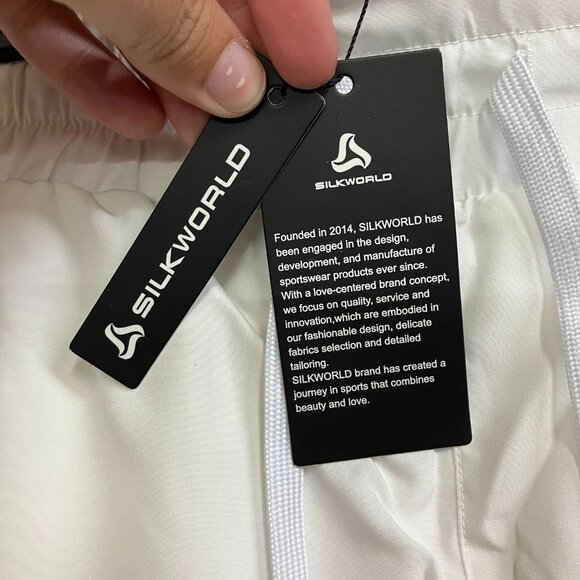 SILKWORLD
SILKWORLD
Founded in 2014, SILKWORLD has
been engaged in the design,
development, and manufacture of
sportswear products ever since.
With a love-centered brand concept,
we focus on quality, service and
innovation,which are embodied in
our fashionable design, delicate
fabrics selection and detailed
tailoring.
SILKWORLD brand has created a
journey in sports that combines
beauty and love.